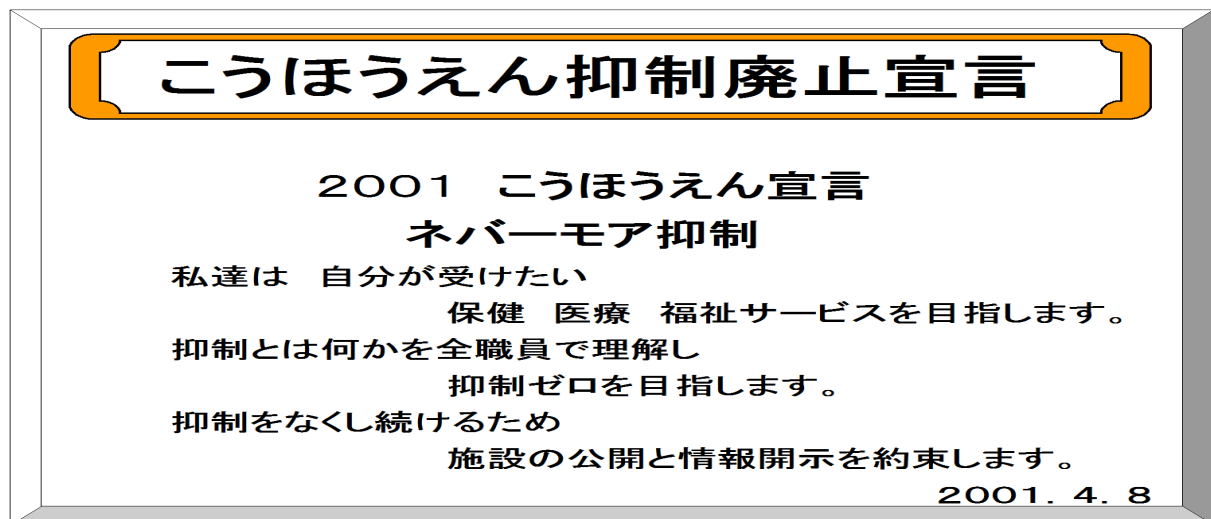 こうほうえん抑制廃止宣言
2001　こうほうえん宣言
ネバーモア抑制
私達は　自分が受けたい
保健　医療　福祉サービスを目指します。
抑制とは何かを全職員で理解し
抑制ゼロを目指します。
抑制をなくし続けるため
施設の公開と情報開示を約束します。
2001．4．8